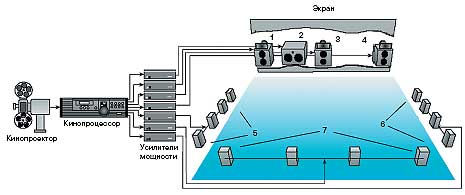 Экран
1 2 3 4
Кинопроектор
Кинопроцессор
Усилители
мощности
5 7 6